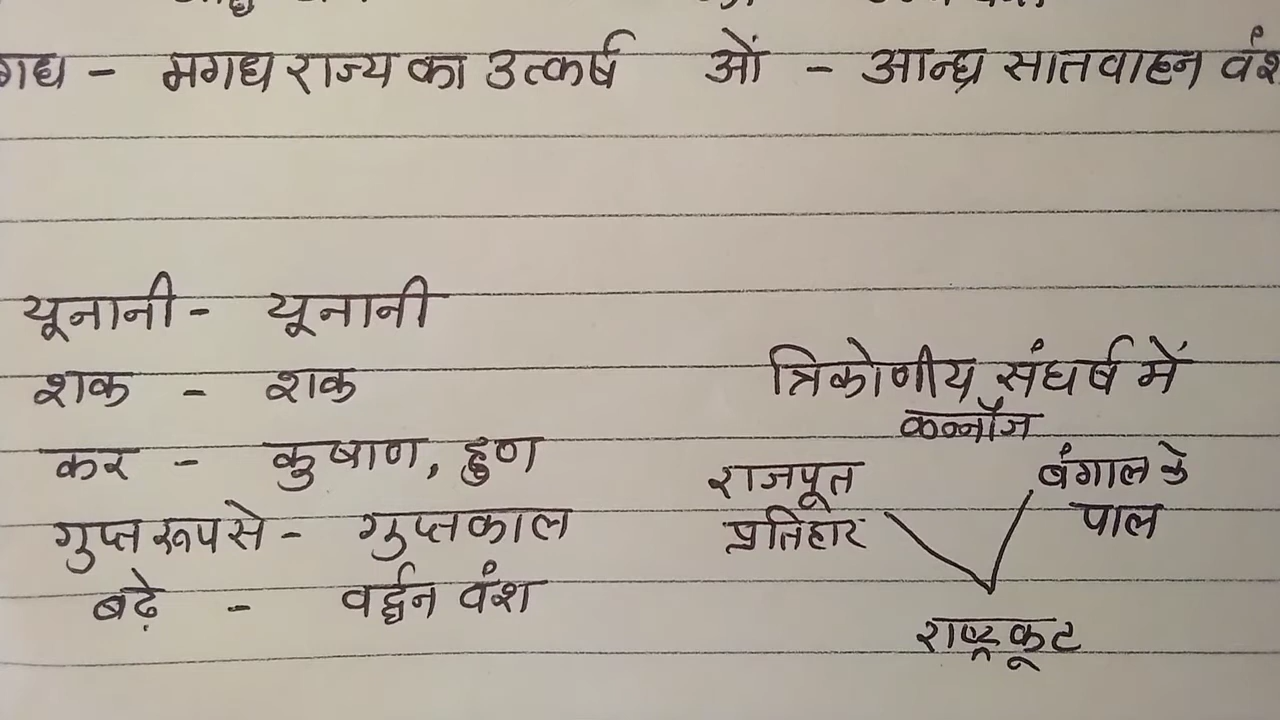 गध - मगध राज्य का उत्कर्ष ओं - आन्ध्र सातवाहन वंश
यूनानी - यूनानी
शक - शक
कर - कुषाण, हुण
गुप्त रूप से - गुप्तकाल
बढ़े - वर्द्धन वंश
त्रिकोणीय संघर्ष में
कन्नौज
राजपूत
प्रतिहार
बंगाल के
पाल
राष्ट्रकूट